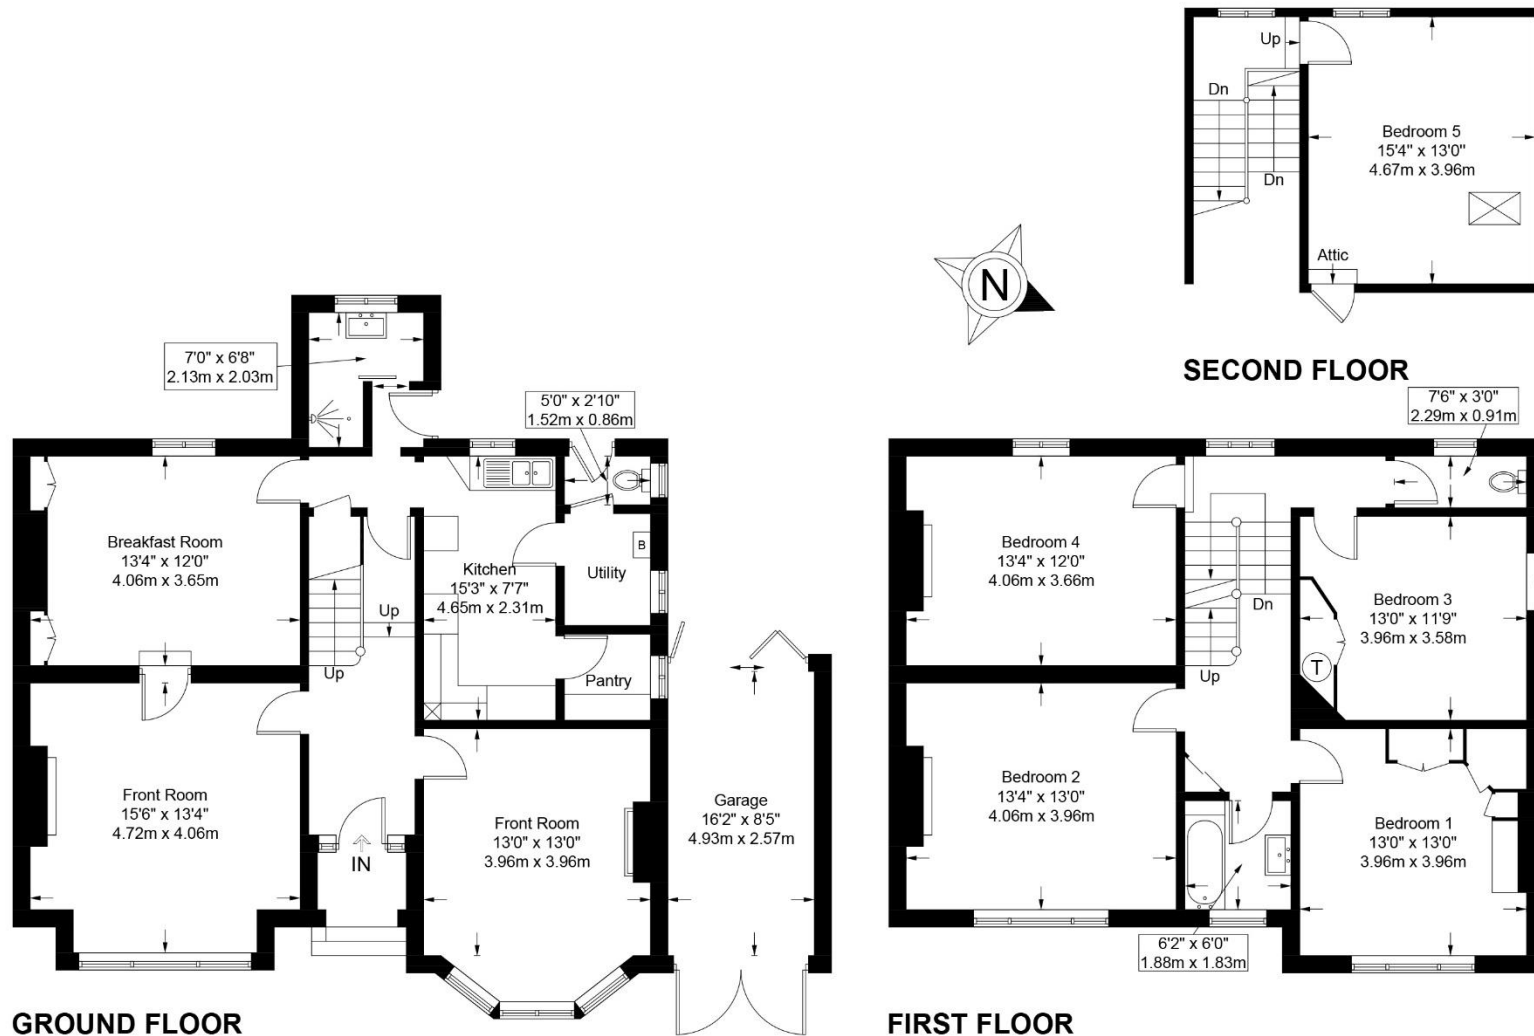 Up
Dn
Dn
Bedroom 5
15'4" x 13'0"
4.67m x 3.96m
Attic
SECOND FLOOR
N
7'0" x 6'8"
2.13m x 2.03m
5'0" x 2'10"
1.52m x 0.86m
Breakfast Room
13'4" x 12'0"
4.06m x 3.65m
Kitchen
15'3" x 7'7"
4.65m x 2.31m
B
Utility
Up
Up
Pantry
Front Room
15'6" x 13'4"
4.72m x 4.06m
IN
Front Room
13'0" x 13'0"
3.96m x 3.96m
Garage
16'2" x 8'5"
4.93m x 2.57m
GROUND FLOOR
7'6" x 3'0"
2.29m x 0.91m
Bedroom 4
13'4" x 12'0"
4.06m x 3.66m
Dn
Up
Bedroom 3
13'0" x 11'9"
3.96m x 3.58m
T
Bedroom 2
13'4" x 13'0"
4.06m x 3.96m
Bedroom 1
13'0" x 13'0"
3.96m x 3.96m
6'2" x 6'0"
1.88m x 1.83m
FIRST FLOOR